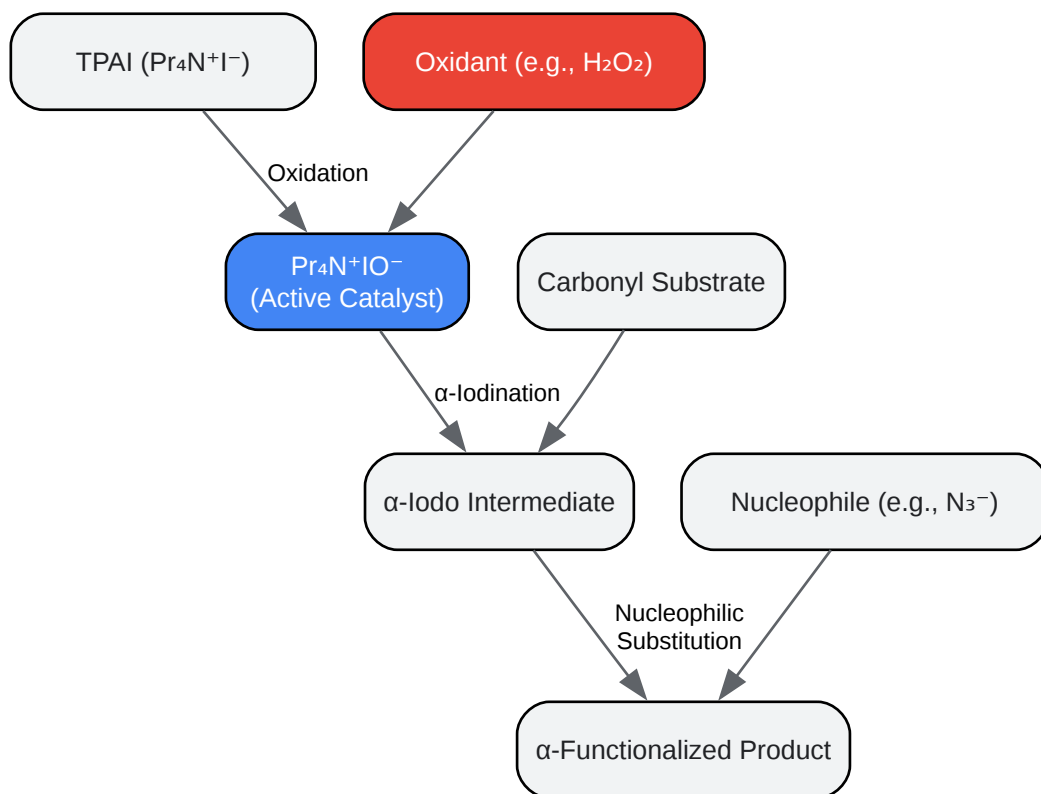 TPAI (Pr₄N⁺I⁻)
Oxidant (e.g., H₂O₂)
Oxidation
Pr₄N⁺IO⁻
(Active Catalyst)
Carbonyl Substrate
α-Iodination
α-Iodo Intermediate
Nucleophile (e.g., N₃⁻)
Nucleophilic
Substitution
α-Functionalized Product